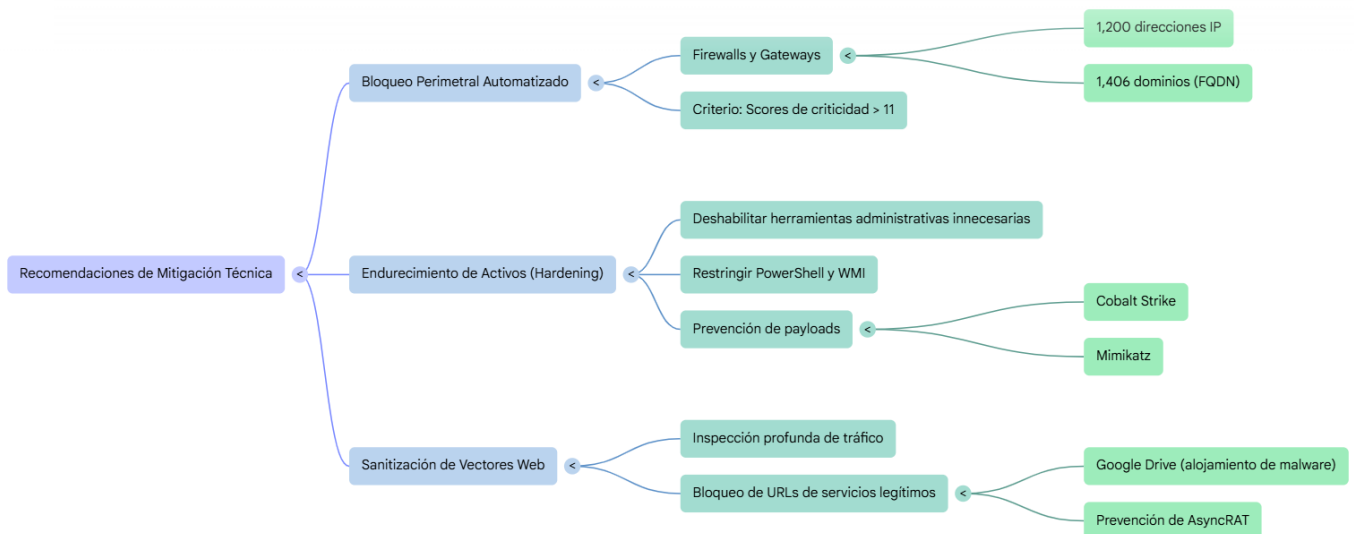 Recomendaciones de Mitigación Técnica
<
Bloqueo Perimetral Automatizado
<
Firewalls y Gateways
<
1,200 direcciones IP
1,406 dominios (FQDN)
Criterio: Scores de criticidad > 11
Endurecimiento de Activos (Hardening)
<
Deshabilitar herramientas administrativas innecesarias
Restringir PowerShell y WMI
Prevención de payloads
<
Cobalt Strike
Mimikatz
Sanitización de Vectores Web
<
Inspección profunda de tráfico
Bloqueo de URLs de servicios legítimos
<
Google Drive (alojamiento de malware)
Prevención de AsyncRAT